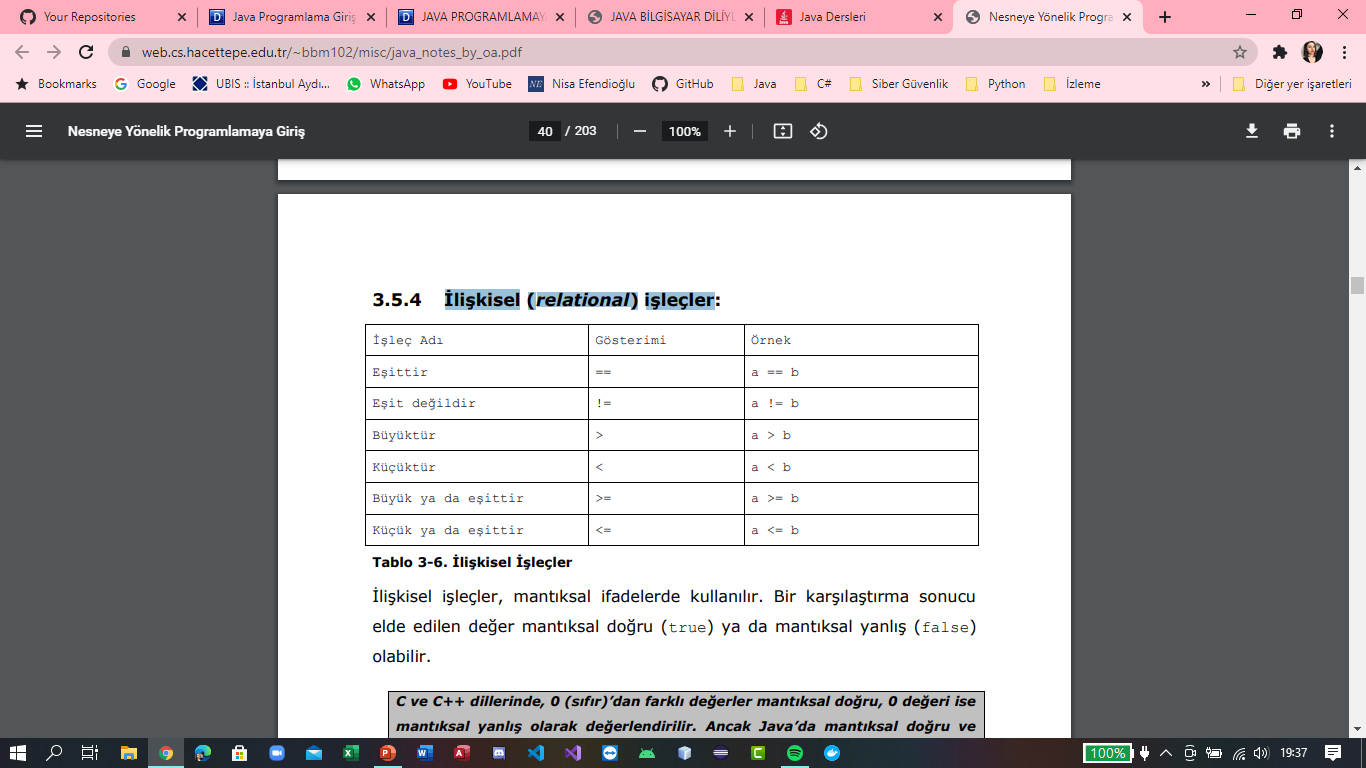 Your Repositories
Java Programlama Giriş
JAVA PROGRAMLAMAYA
JAVA BİLGİSAYAR DİLİYL
Java Dersleri
Nesneye Yönelik Progra
web.cs.hacettepe.edu.tr/~bbm102/misc/java_notes_by_oa.pdf
Bookmarks
Google
UBIS :: İstanbul Aydı...
WhatsApp
YouTube
NE Nisa Efendioğlu
GitHub
Java
C#
Siber Güvenlik
Python
İzleme
»
Diğer yer işaretleri
Nesneye Yönelik Programlamaya Giriş
40 / 203
100%
3.5.4 İlişkisel (relational) işleçler:
İşleç Adı Gösterimi Örnek
Eşittir == a == b
Eşit değildir != a != b
Büyüktür > a > b
Küçüktür < a < b
Büyük ya da eşittir >= a >= b
Küçük ya da eşittir <= a <= b
Tablo 3-6. İlişkisel İşleçler
İlişkisel işleçler, mantıksal ifadelerde kullanılır. Bir karşılaştırma sonucu
elde edilen değer mantıksal doğru (true) ya da mantıksal yanlış (false)
olabilir.
C ve C++ dillerinde, 0 (sıfır)’dan farklı değerler mantıksal doğru, 0 değeri ise
mantıksal yanlış olarak değerlendirilir. Ancak Java’da mantıksal doğru ve
100%
19:37